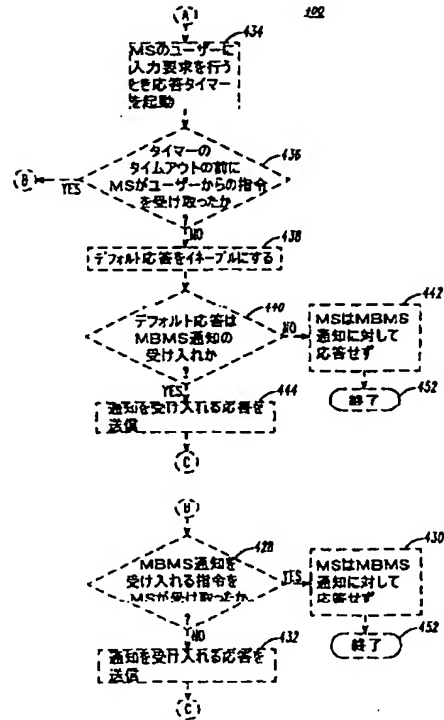 A
400
434
MSのユーザーに
入力要求を行う
とき応答タイマー
を起動
436
タイマーの
タイムアウトの前に
MSがユーザーからの指令
を受け取ったか
?
YES
B
NO
438
デフォルト応答をイネーブルにする
440
デフォルト応答は
MBMS通知の
受け入れか
?
NO
442
MSはMBMS
通知に対して
応答せず
452
終了
YES
444
通知を受け入れる応答を
送信
C
B
428
MBMS通知を
受け入れる指令を
MSが受け取ったか
?
YES
430
MSはMBMS
通知に対して
応答せず
452
終了
NO
432
通知を受け入れる応答を
送信
C